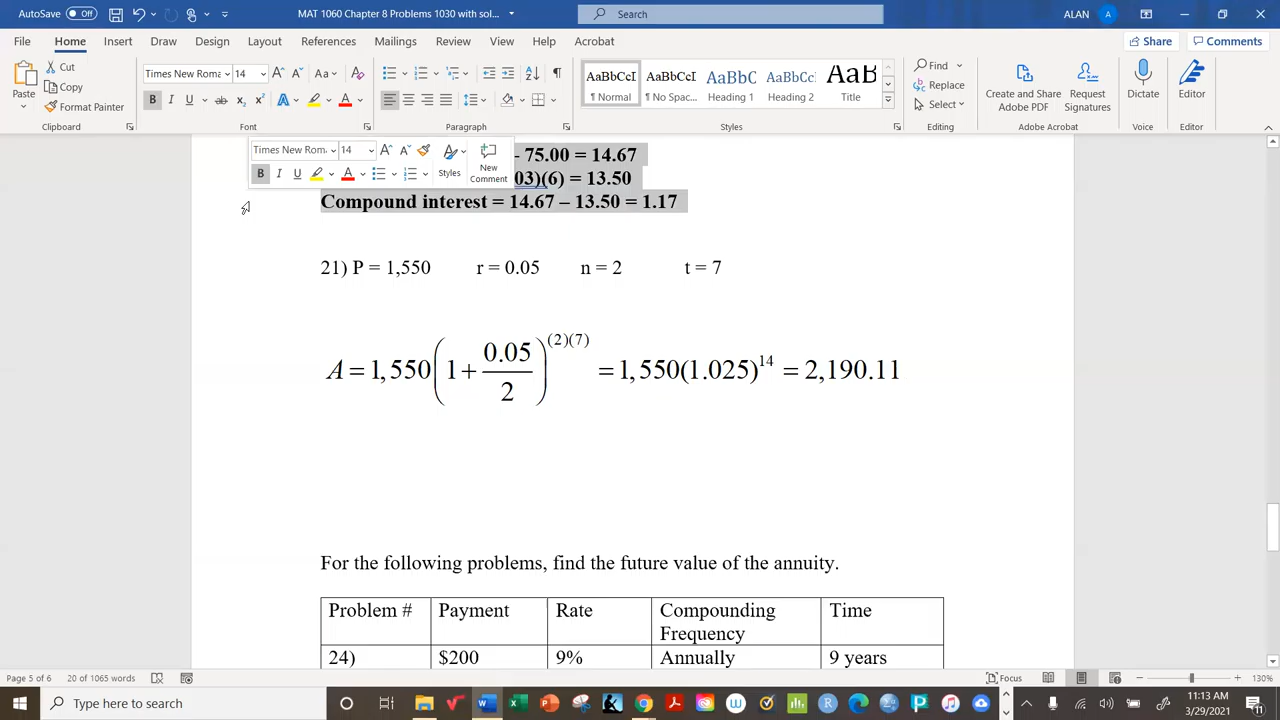 AutoSave Off MAT 1060 Chapter 8 Problems 1030 with sol... Search ALAN A
File Home Insert Draw Design Layout References Mailings Review View Help Acrobat Share Comments
Paste Cut Copy Format Painter
Times New Roma 14 Aa
B I U ab x₂ x² A A
AaBbCcI AaBbCcI AaBbC AaBbCc AaB
¶ Normal ¶ No Spac... Heading 1 Heading 2 Title
Find Replace Select
Create and Share Adobe PDF Request Signatures Dictate Editor
Clipboard Font Paragraph Styles Editing Adobe Acrobat Voice Editor
Times New Rom 14 A A
B I U A Styles New Comment
– 75.00 = 14.67
03)(6) = 13.50
Compound interest = 14.67 – 13.50 = 1.17
21) P = 1,550 r = 0.05 n = 2 t = 7
A = 1,550(1 + 0.05/2)^(2)(7) = 1,550(1.025)^14 = 2,190.11
For the following problems, find the future value of the annuity.
Problem # Payment Rate Compounding Frequency Time
24) $200 9% Annually 9 years
Page 5 of 6 20 of 1065 words Focus 130%
Type here to search
11:13 AM
3/29/2021
11